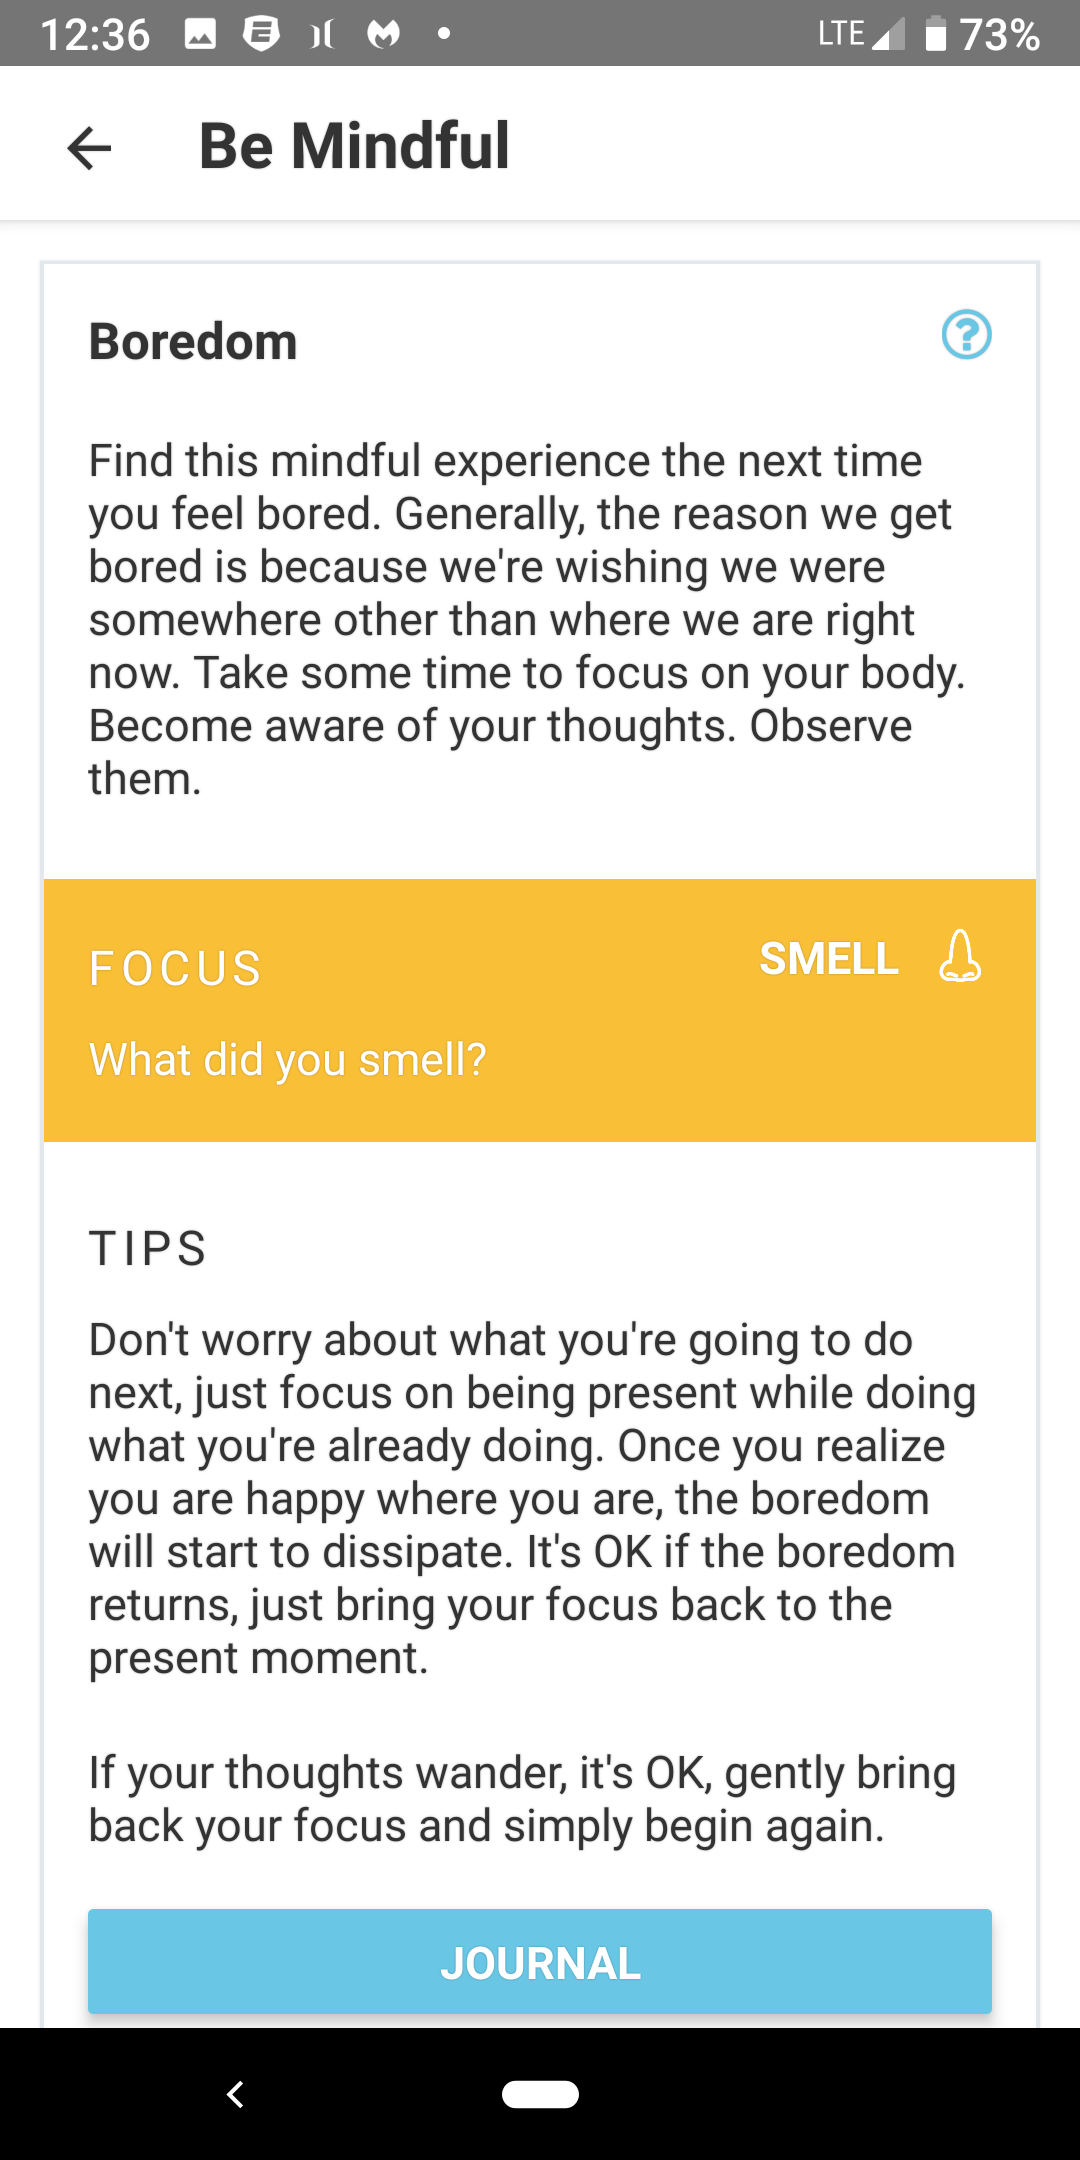 12:36 LTE 73%
Be Mindful
Boredom
Find this mindful experience the next time
you feel bored. Generally, the reason we get
bored is because we're wishing we were
somewhere other than where we are right
now. Take some time to focus on your body.
Become aware of your thoughts. Observe
them.
FOCUS
SMELL
What did you smell?
TIPS
Don't worry about what you're going to do
next, just focus on being present while doing
what you're already doing. Once you realize
you are happy where you are, the boredom
will start to dissipate. It's OK if the boredom
returns, just bring your focus back to the
present moment.
If your thoughts wander, it's OK, gently bring
back your focus and simply begin again.
JOURNAL